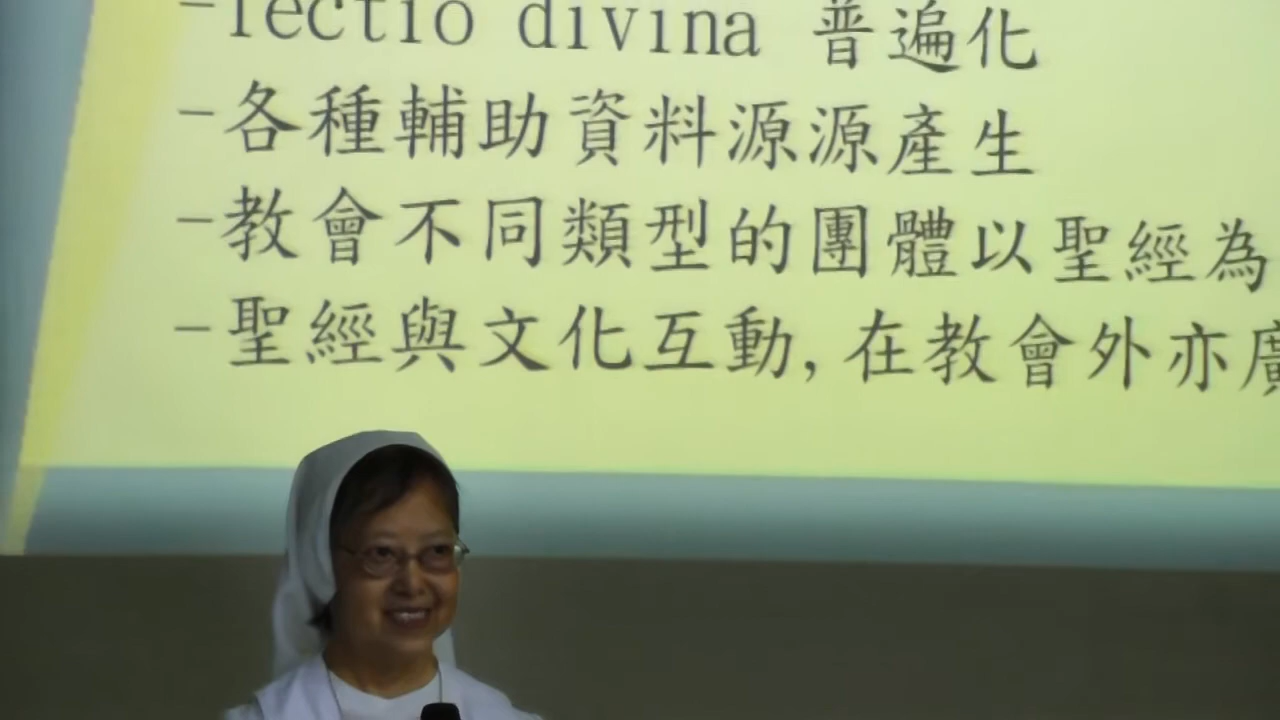 -lectio divina 普遍化
-各種輔助資料源源產生
-教會不同類型的團體以聖經為
-聖經與文化互動,在教會外亦廣